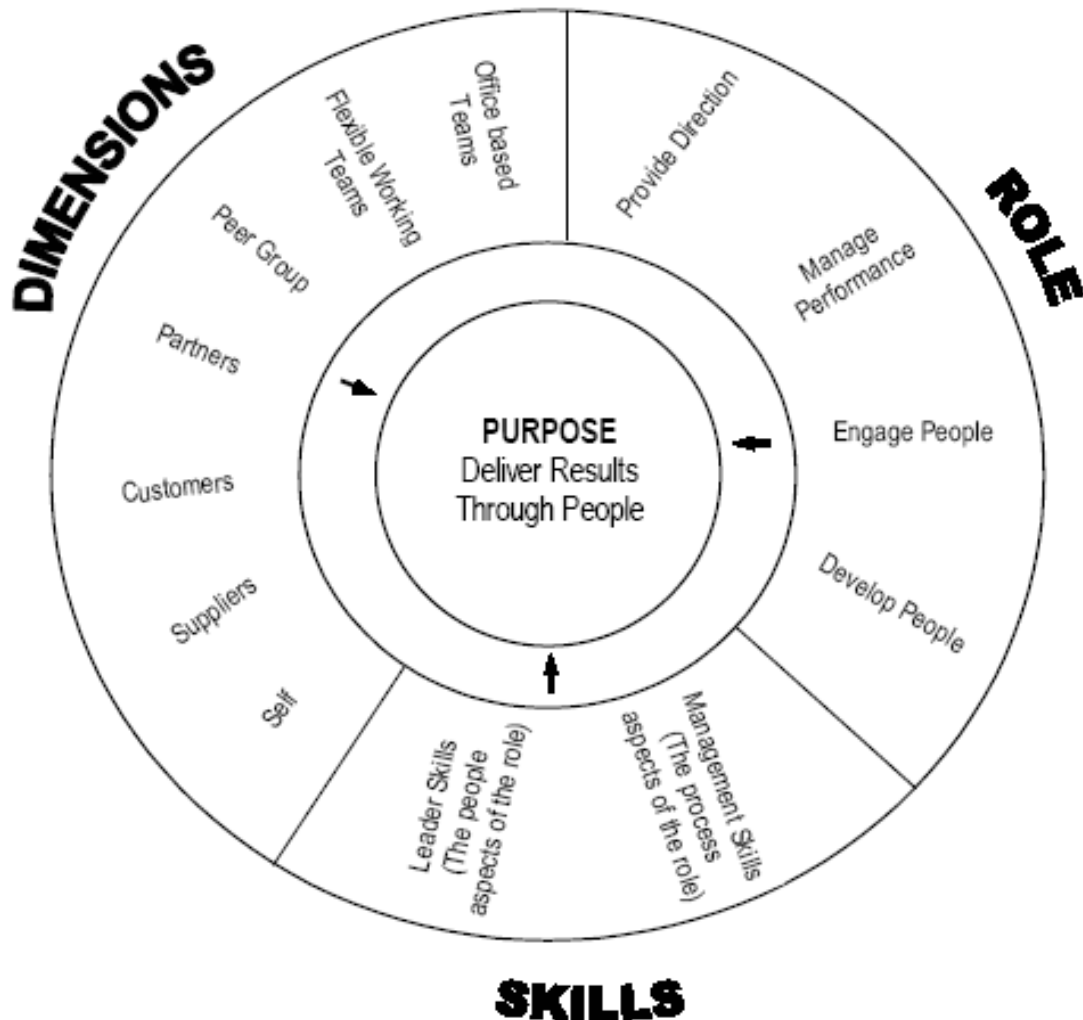 DIMENSIONS
Office based
Teams
Flexible Working
Teams
Peer Group
Partners
Customers
Suppliers
Self
ROLE
Provide Direction
Manage
Performance
Engage People
Develop People
PURPOSE
Deliver Results
Through People
Leader Skills
(The people
aspects of the role)
Management Skills
(The process
aspects of the role)
SKILLS